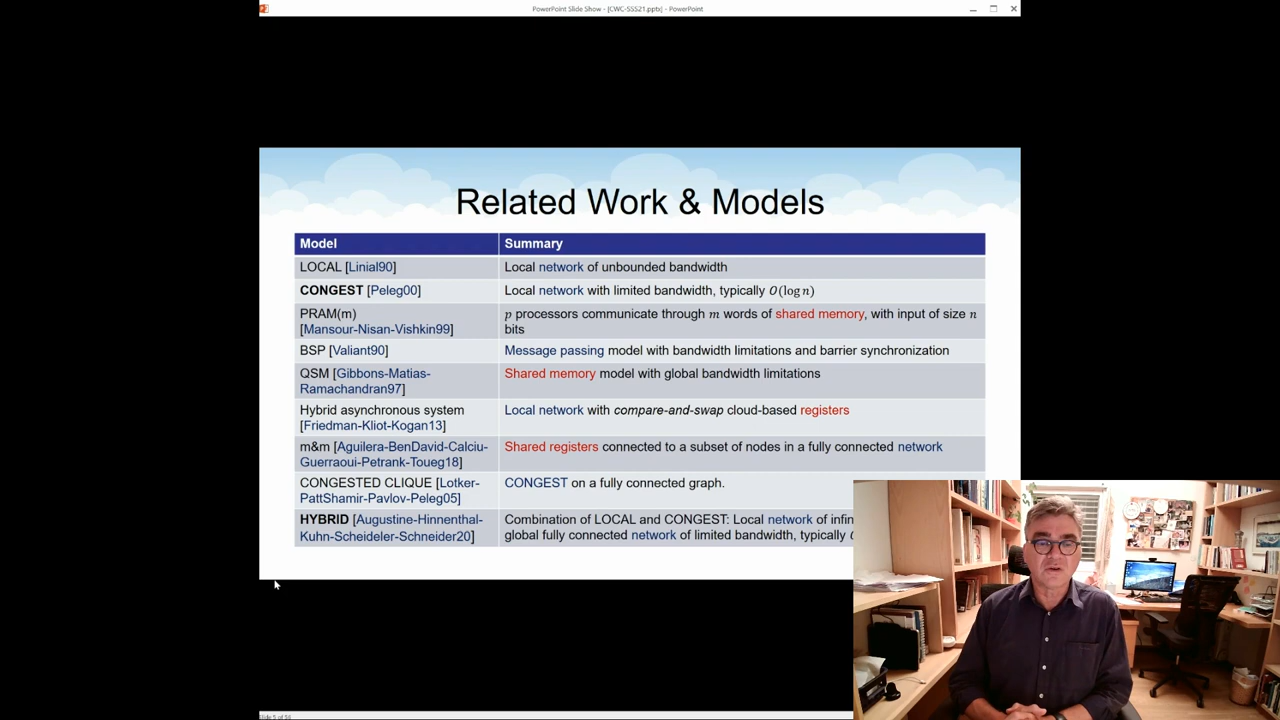 PowerPoint Slide Show - [CWC-SSS21.pptx] - PowerPoint
Related Work & Models
Model Summary
LOCAL [Linial90] Local network of unbounded bandwidth
CONGEST [Peleg00] Local network with limited bandwidth, typically O(log n)
PRAM(m) p processors communicate through m words of shared memory, with input of size n
[Mansour-Nisan-Vishkin99] bits
BSP [Valiant90] Message passing model with bandwidth limitations and barrier synchronization
QSM [Gibbons-Matias- Shared memory model with global bandwidth limitations
Ramachandran97]
Hybrid asynchronous system Local network with compare-and-swap cloud-based registers
[Friedman-Kliot-Kogan13]
m&m [Aguilera-BenDavid-Calciu- Shared registers connected to a subset of nodes in a fully connected network
Guerraoui-Petrank-Toueg18]
CONGESTED CLIQUE [Lotker- CONGEST on a fully connected graph.
PattShamir-Pavlov-Peleg05]
HYBRID [Augustine-Hinnenthal- Combination of LOCAL and CONGEST: Local network of infin
Kuhn-Scheideler-Schneider20] global fully connected network of limited bandwidth, typically